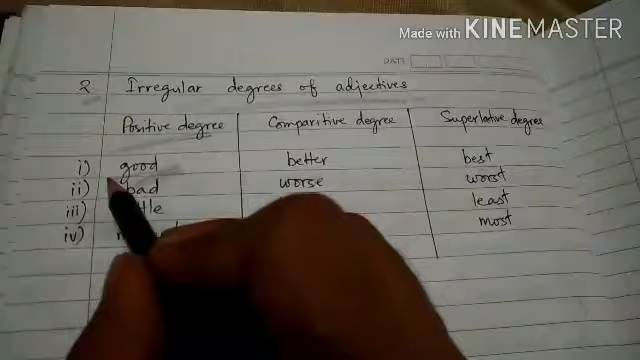 Made with KINEMASTER
DATE
2 Irregular degrees of adjectives
Positive degree Comparitive degree Superlative degree
i) good better best
ii) bad worse worst
iii) least
iv) most